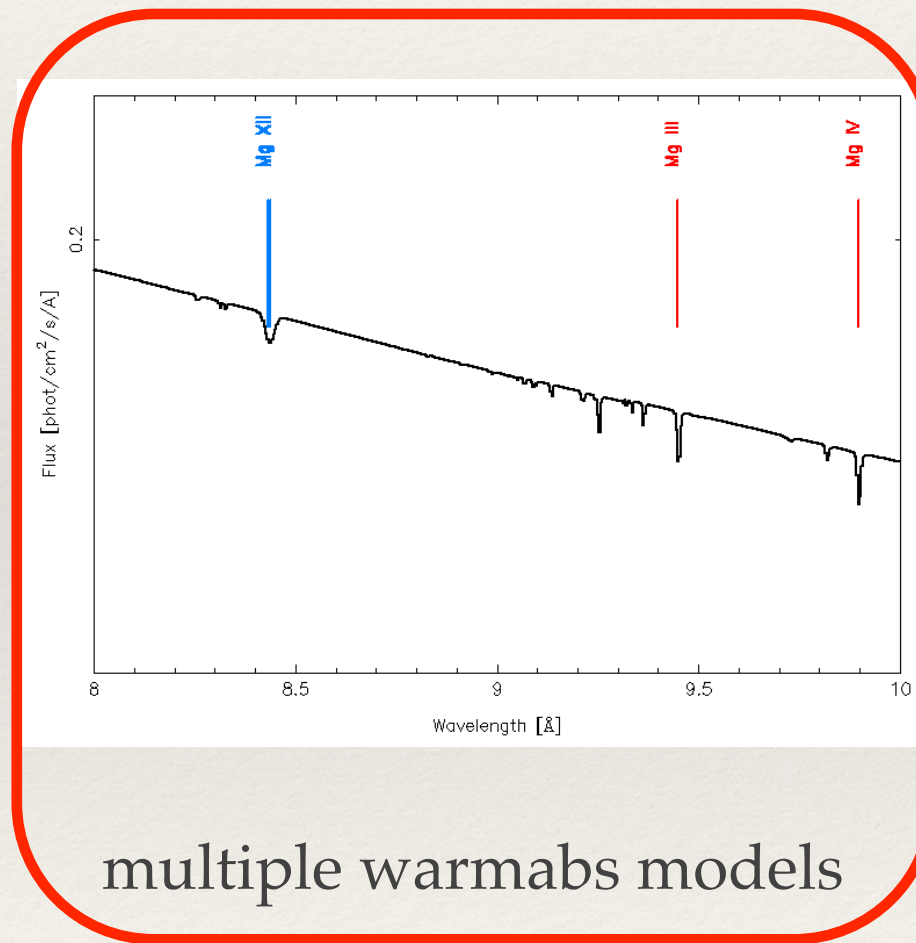 Mg XII
Mg III
Mg IV
0.2
Flux [phot/cm²/s/A]
8
8.5
9
9.5
10
Wavelength [Å]
multiple warmabs models